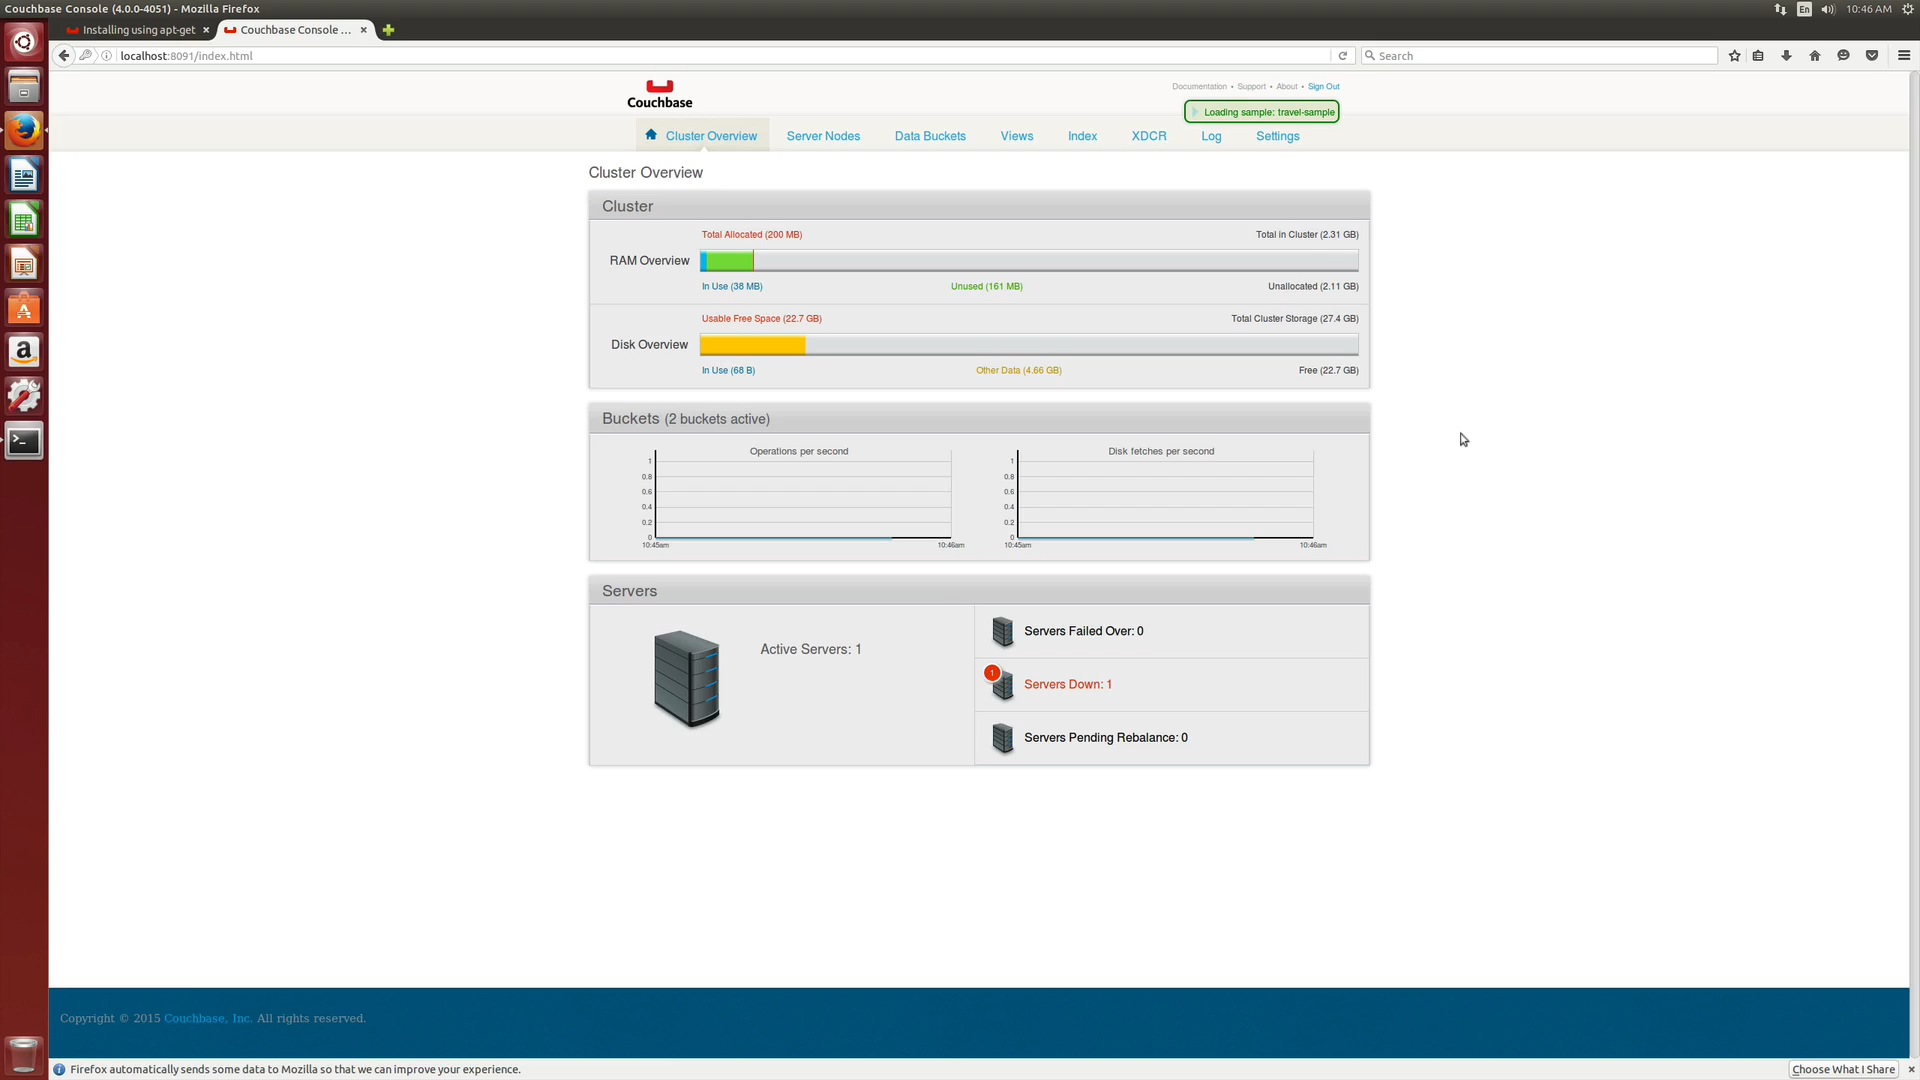 Couchbase Console (4.0.0-4051) - Mozilla Firefox
En
10:46 AM
Installing using apt-get
Couchbase Console ...
localhost:8091/index.html
Search
Couchbase
Documentation • Support • About • Sign Out
Loading sample: travel-sample
Cluster Overview
Server Nodes
Data Buckets
Views
Index
XDCR
Log
Settings
Cluster Overview
Cluster
Total Allocated (200 MB)
Total in Cluster (2.31 GB)
RAM Overview
In Use (38 MB)
Unused (161 MB)
Unallocated (2.11 GB)
Usable Free Space (22.7 GB)
Total Cluster Storage (27.4 GB)
Disk Overview
In Use (68 B)
Other Data (4.66 GB)
Free (22.7 GB)
Buckets (2 buckets active)
Operations per second
1
0.8
0.6
0.4
0.2
0
10:45am
10:46am
Disk fetches per second
1
0.8
0.6
0.4
0.2
0
10:45am
10:46am
Servers
Active Servers: 1
Servers Failed Over: 0
1
Servers Down: 1
Servers Pending Rebalance: 0
Copyright © 2015 Couchbase, Inc. All rights reserved.
Firefox automatically sends some data to Mozilla so that we can improve your experience.
Choose What I Share